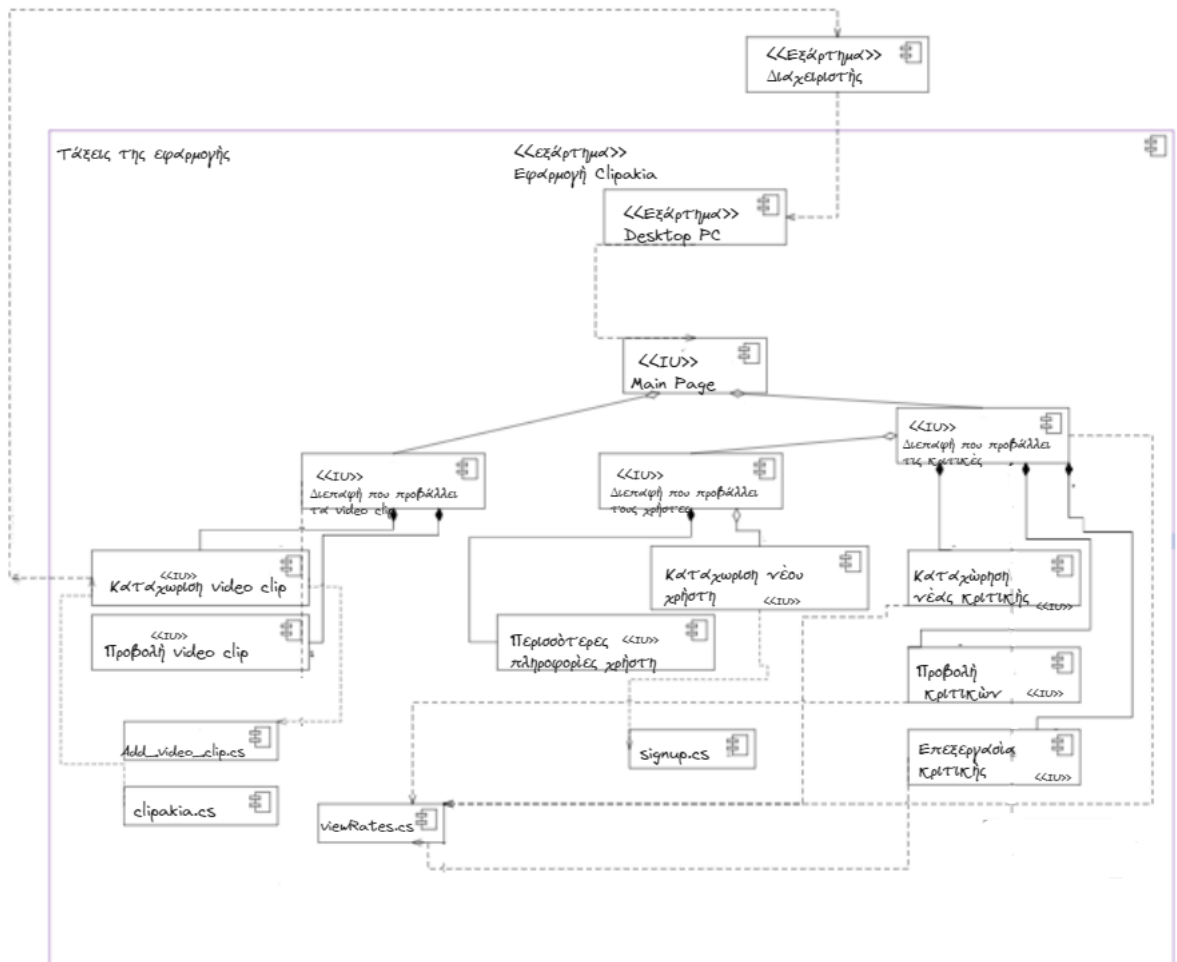 <<Εξάρτημα>>
Διαχειριστής
Τάξεις της εφαρμογής
<<εξάρτημα>>
Εφαρμογή Clipakia
<<Εξάρτημα>>
Desktop PC
<<IU>>
Main Page
<<IU>>
Διεπαφή που προβάλλει
τις κριτικές
<<IU>>
Διεπαφή που προβάλλει
τα video clip
<<IU>>
Διεπαφή που προβάλλει
τους χρήστες
<<IU>>
Καταχωριση video clip
<<IU>>
Προβολή video clip
Καταχωριση νέου
χρήστη
<<IU>>
Περισσότερες <<IU>>
πληροφορίες χρήστη
Καταχώρηση
νέας κριτικής
<<IU>>
Προβολή
κριτικών <<IU>>
Επεξεργασία
κριτικής
<<IU>>
Add_video_clip.cs
clipakia.cs
signup.cs
viewRates.cs